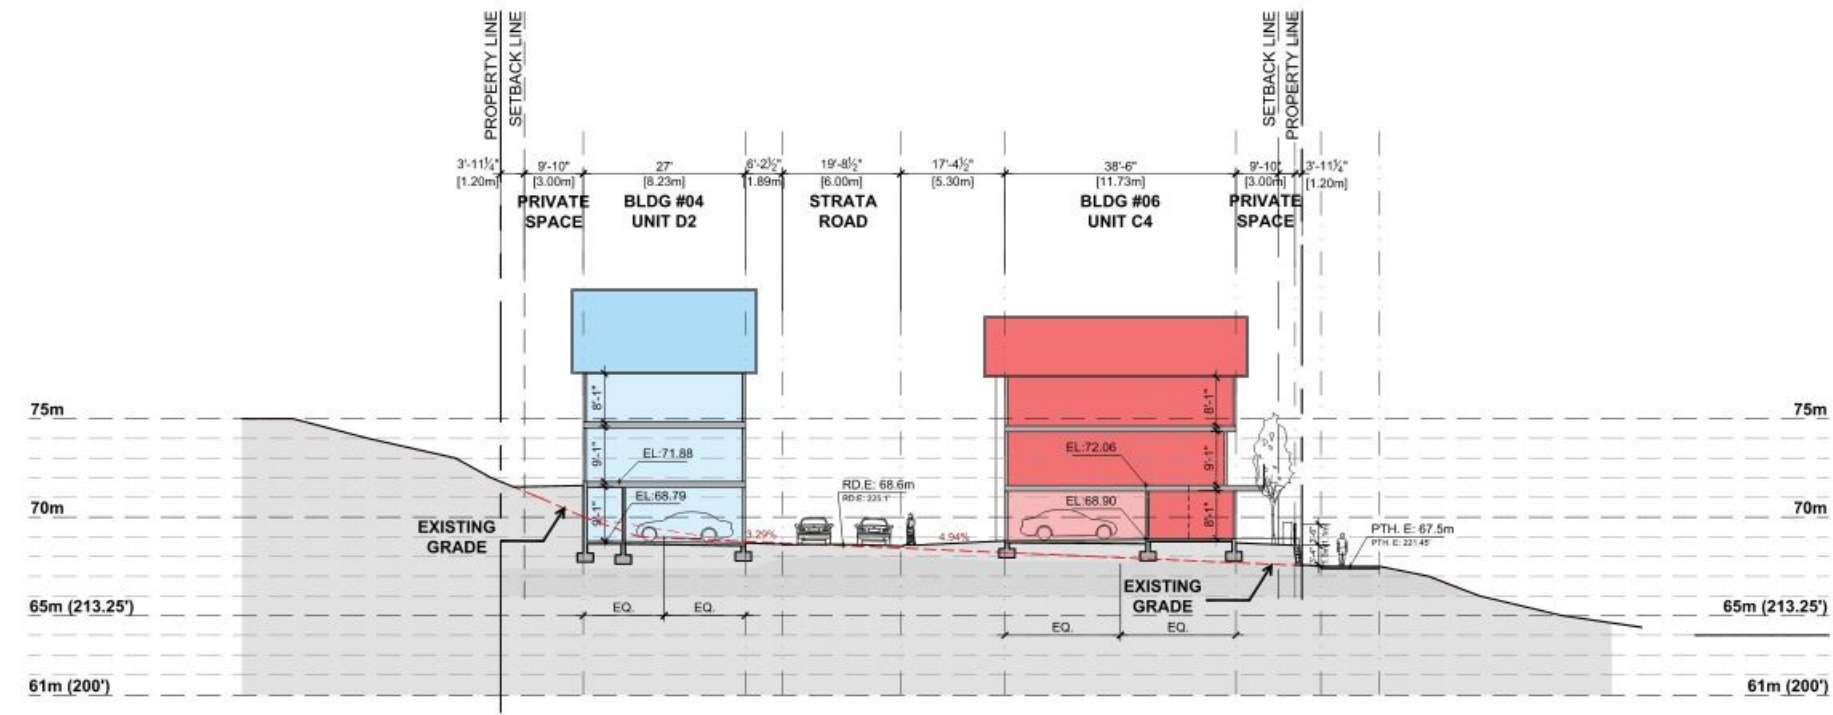 PROPERTY LINE
SETBACK LINE
SETBACK LINE
PROPERTY LINE
3'-11¼"
9'-10"
27'
6'-2½"
19'-8½"
17'-4½"
38'-6"
9'-10"
3'-11¼"
[1.20m]
[3.00m]
[8.23m]
[1.89m]
[6.00m]
[5.30m]
[11.73m]
[3.00m]
[1.20m]
PRIVATE
SPACE
BLDG #04
UNIT D2
STRATA
ROAD
BLDG #06
UNIT C4
PRIVATE
SPACE
8'-1"
8'-1"
75m
75m
9'-1"
EL:71.88
EL:72.06
9'-1"
RD.E: 68.6m
RD.E: 225.1'
EL:68.79
EL:68.90
70m
70m
9'-1"
8'-1"
EXISTING
GRADE
3.29%
4.94%
PTH. E: 67.5m
PTH. E: 221.45'
EXISTING
GRADE
65m (213.25')
EQ.
EQ.
65m (213.25')
EQ.
EQ.
61m (200')
61m (200')